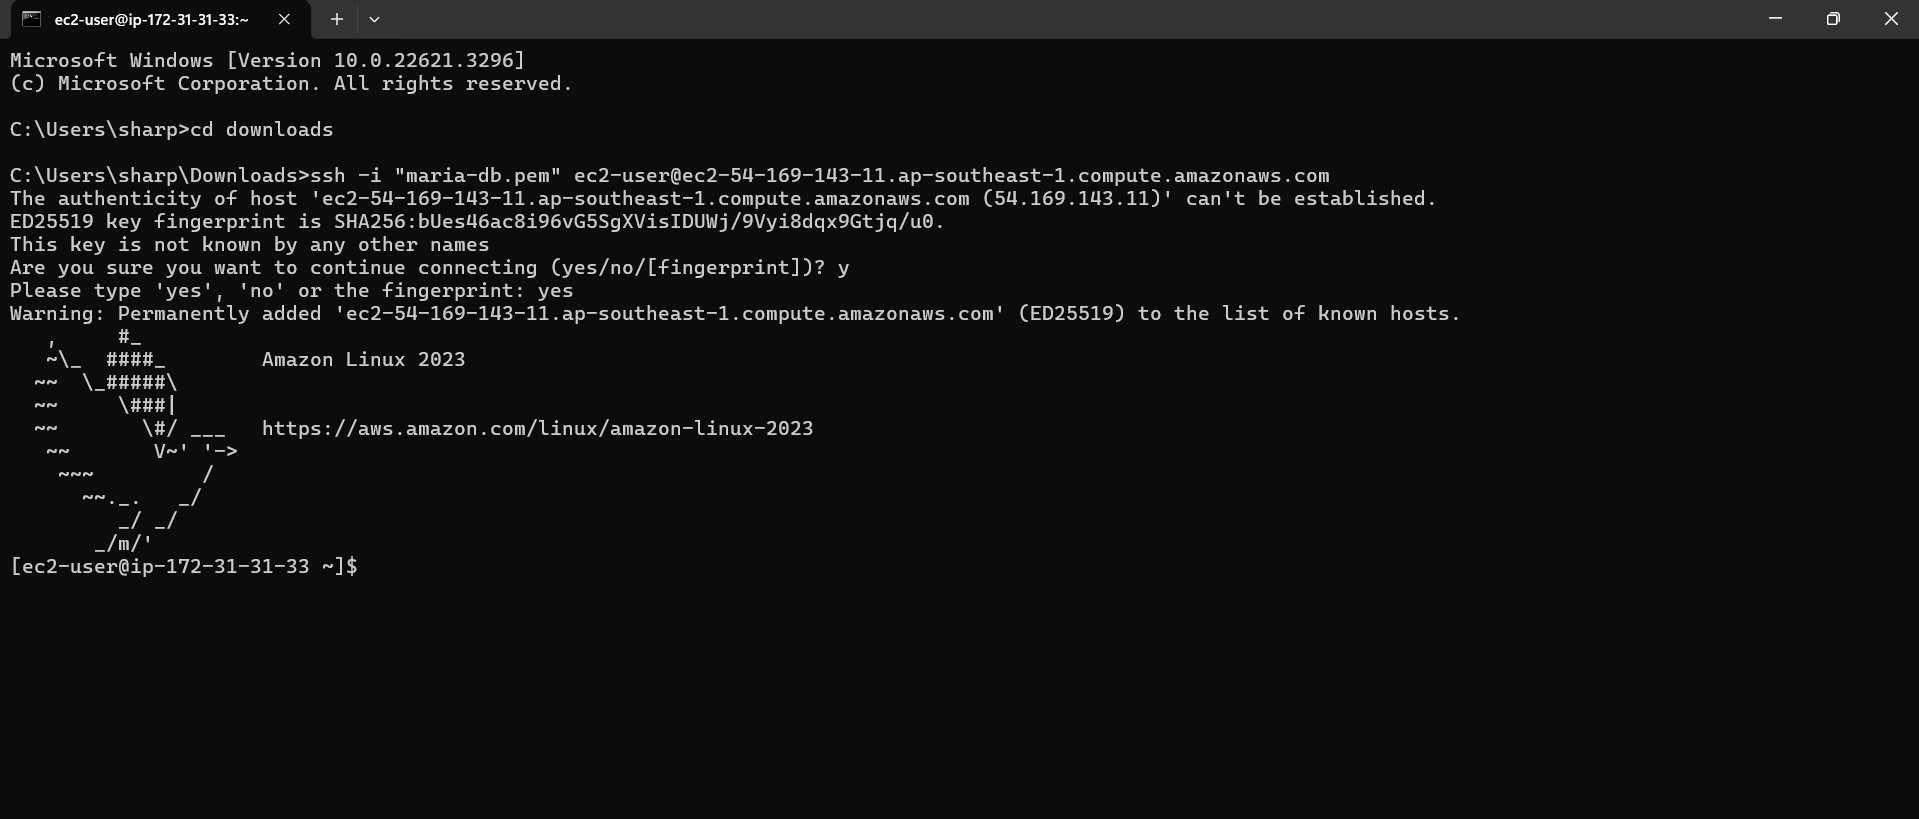 ec2-user@ip-172-31-31-33:~
Microsoft Windows [Version 10.0.22621.3296]
(c) Microsoft Corporation. All rights reserved.
C:\Users\sharp>cd downloads
C:\Users\sharp\Downloads>ssh -i "maria-db.pem" ec2-user@ec2-54-169-143-11.ap-southeast-1.compute.amazonaws.com
The authenticity of host 'ec2-54-169-143-11.ap-southeast-1.compute.amazonaws.com (54.169.143.11)' can't be established.
ED25519 key fingerprint is SHA256:bUes46ac8i96vG5SgXVisIDUWj/9Vyi8dqx9Gtjq/u0.
This key is not known by any other names
Are you sure you want to continue connecting (yes/no/[fingerprint])? y
Please type 'yes', 'no' or the fingerprint: yes
Warning: Permanently added 'ec2-54-169-143-11.ap-southeast-1.compute.amazonaws.com' (ED25519) to the list of known hosts.
   ,     #_
   ~\_  ####_        Amazon Linux 2023
  ~~  \_#####\
  ~~     \###|
  ~~       \#/ ___   https://aws.amazon.com/linux/amazon-linux-2023
   ~~       V~' '->
    ~~~         /
      ~~._.   _/
         _/ _/
       _/m/'
[ec2-user@ip-172-31-31-33 ~]$